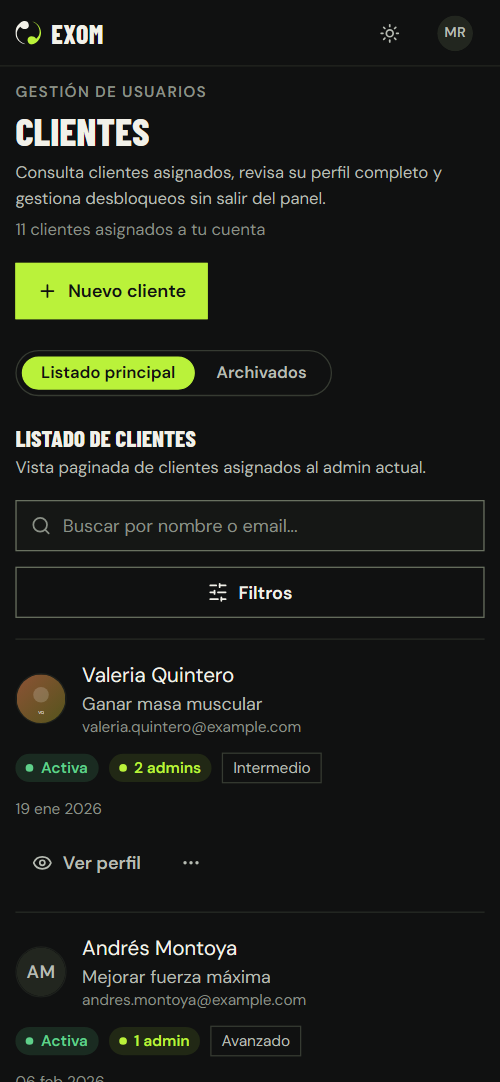 EXOM
MR
GESTIÓN DE USUARIOS
CLIENTES
Consulta clientes asignados, revisa su perfil completo y
gestiona desbloqueos sin salir del panel.
11 clientes asignados a tu cuenta
+ Nuevo cliente
Listado principal
Archivados
LISTADO DE CLIENTES
Vista paginada de clientes asignados al admin actual.
Buscar por nombre o email...
Filtros
Valeria Quintero
Ganar masa muscular
valeria.quintero@example.com
Activa
2 admins
Intermedio
19 ene 2026
Ver perfil
AM
Andrés Montoya
Mejorar fuerza máxima
andres.montoya@example.com
Activa
1 admin
Avanzado
06 feb 2026